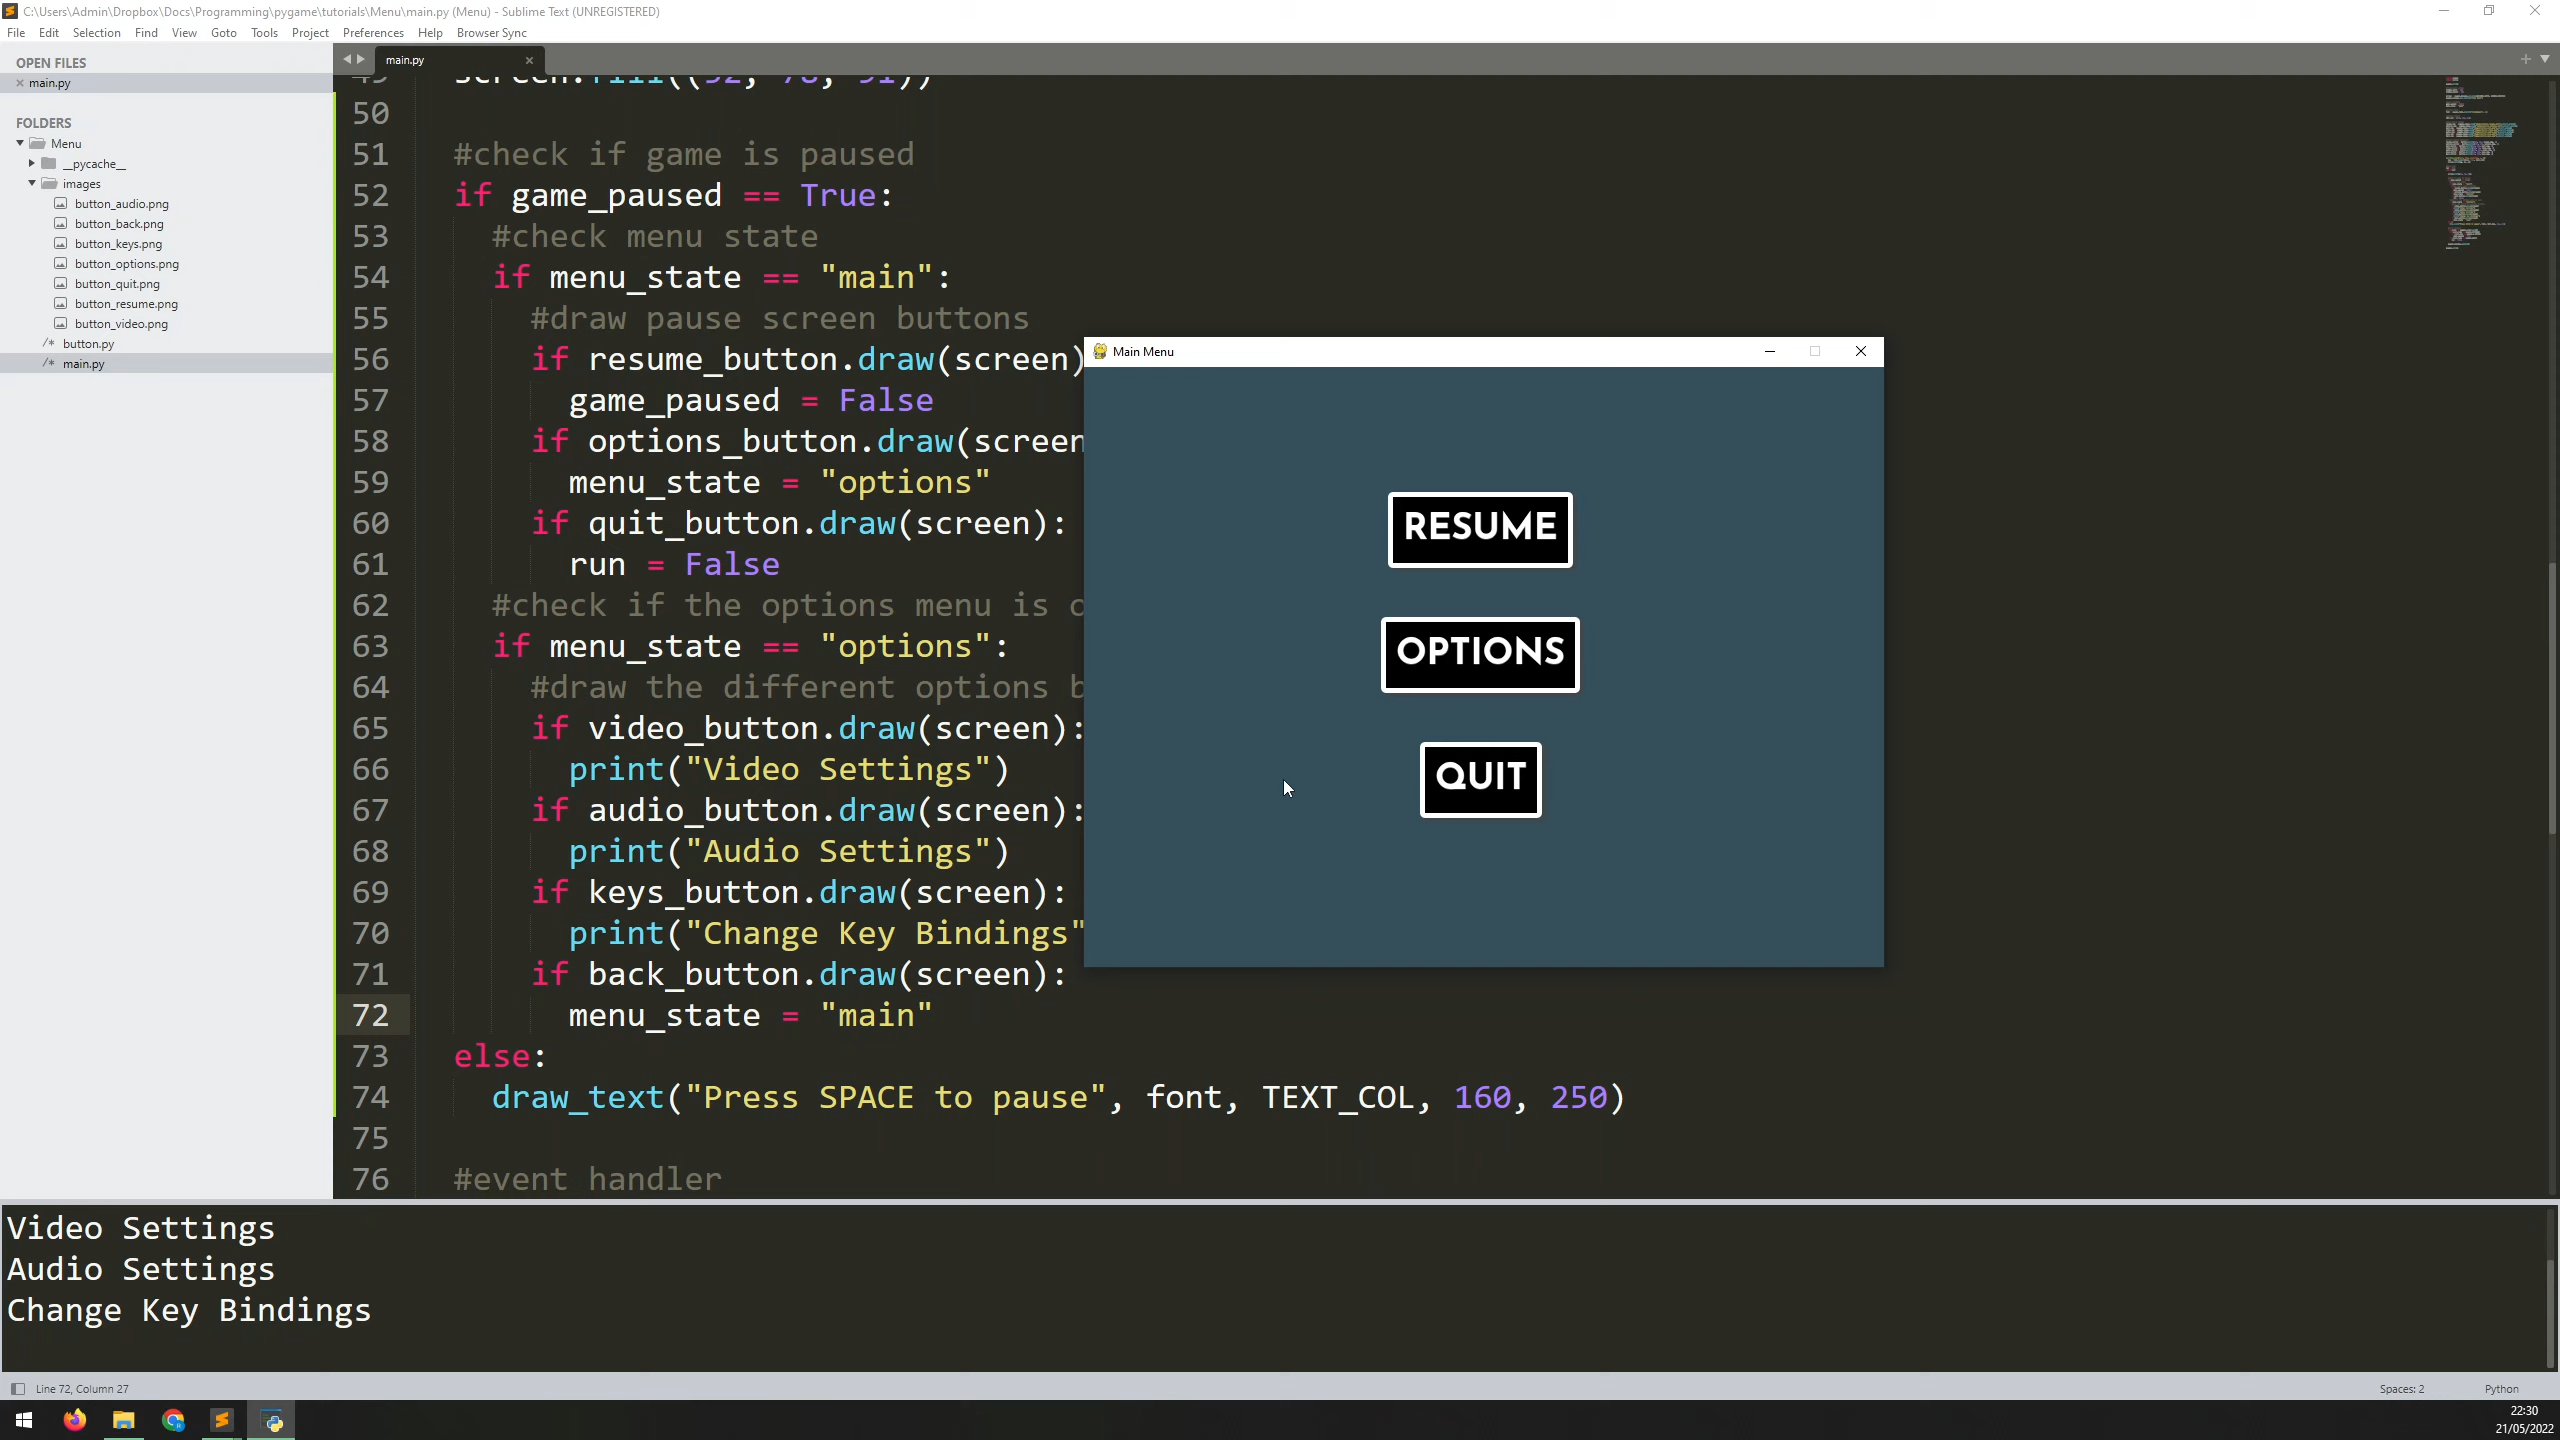 C:\Users\Admin\Dropbox\Docs\Programming\pygame\tutorials\Menu\main.py (Menu) - Sublime Text (UNREGISTERED)
File Edit Selection Find View Goto Tools Project Preferences Help Browser Sync
OPEN FILES
main.py
FOLDERS
Menu
__pycache__
images
button_audio.png
button_back.png
button_keys.png
button_options.png
button_quit.png
button_resume.png
button_video.png
/* button.py
/* main.py
main.py
49 screen.fill((52, 78, 91))
50
51 #check if game is paused
52 if game_paused == True:
53 #check menu state
54 if menu_state == "main":
55 #draw pause screen buttons
56 if resume_button.draw(screen)
57 game_paused = False
58 if options_button.draw(screen
59 menu_state = "options"
60 if quit_button.draw(screen):
61 run = False
62 #check if the options menu is
63 if menu_state == "options":
64 #draw the different options
65 if video_button.draw(screen):
66 print("Video Settings")
67 if audio_button.draw(screen):
68 print("Audio Settings")
69 if keys_button.draw(screen):
70 print("Change Key Bindings"
71 if back_button.draw(screen):
72 menu_state = "main"
73 else:
74 draw_text("Press SPACE to pause", font, TEXT_COL, 160, 250)
75
76 #event handler
Main Menu
RESUME
OPTIONS
QUIT
Video Settings
Audio Settings
Change Key Bindings
Line 72, Column 27
Spaces: 2
Python
22:30
21/05/2022